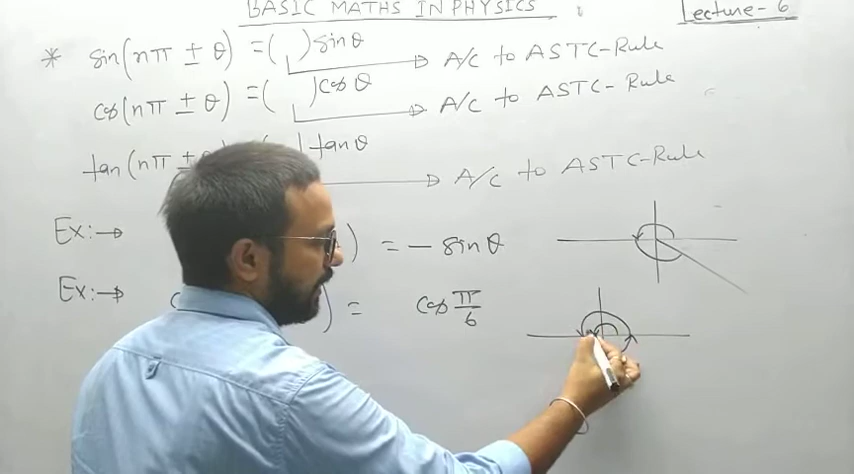 BASIC MATHS IN PHYSICS
Lecture - 6
* sin(nπ ± θ) = ( ) sinθ → A/C to ASTC-Rule
cos(nπ ± θ) = ( ) cosθ → A/C to ASTC-Rule
tan(nπ ± tanθ → A/C to ASTC-Rule
Ex:→ ) = - sinθ
Ex:→ ) = cos π/6